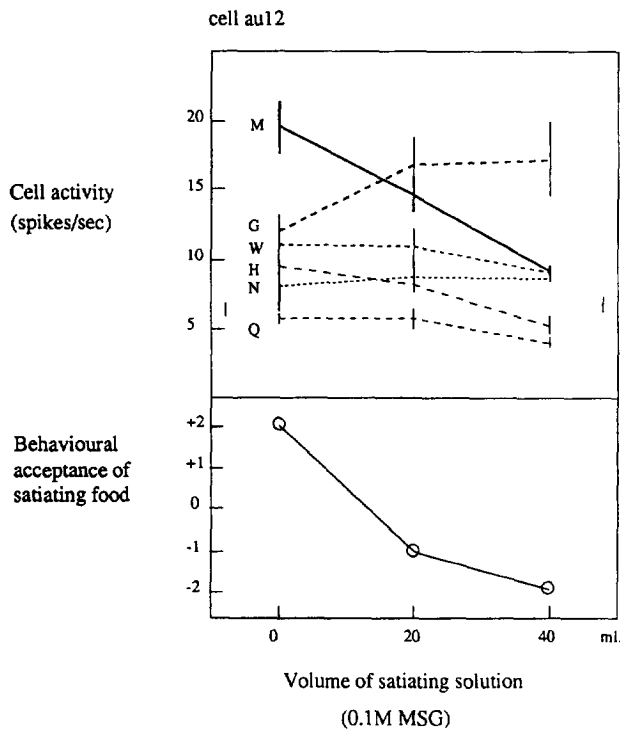 cell au12
Cell activity
(spikes/sec)
20
15
10
5
M
G
W
H
N
Q
Behavioural
acceptance of
satiating food
+2
+1
0
-1
-2
0
20
40
ml.
Volume of satiating solution
(0.1M MSG)